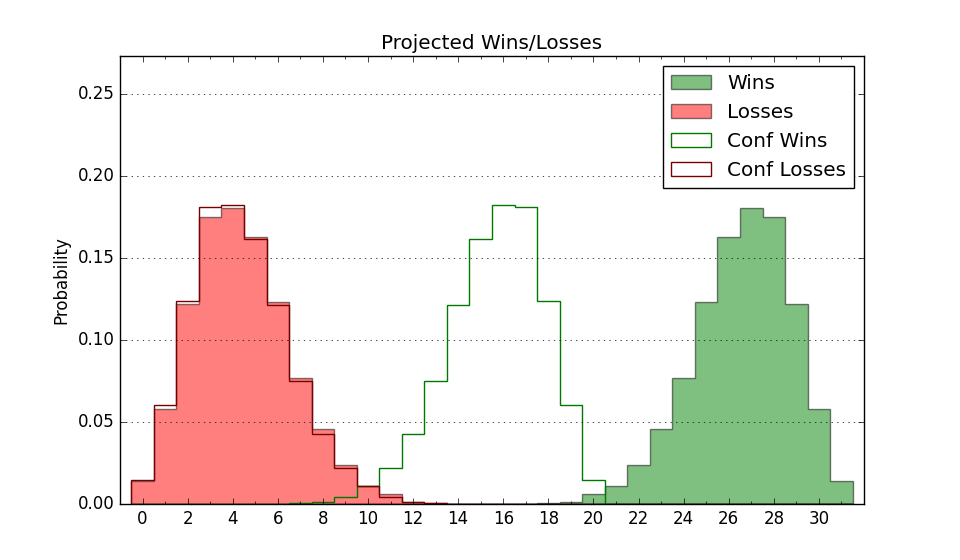 Projected Wins/Losses
Probability
0.25
0.20
0.15
0.10
0.05
0.00
0 2 4 6 8 10 12 14 16 18 20 22 24 26 28 30
Wins
Losses
Conf Wins
Conf Losses